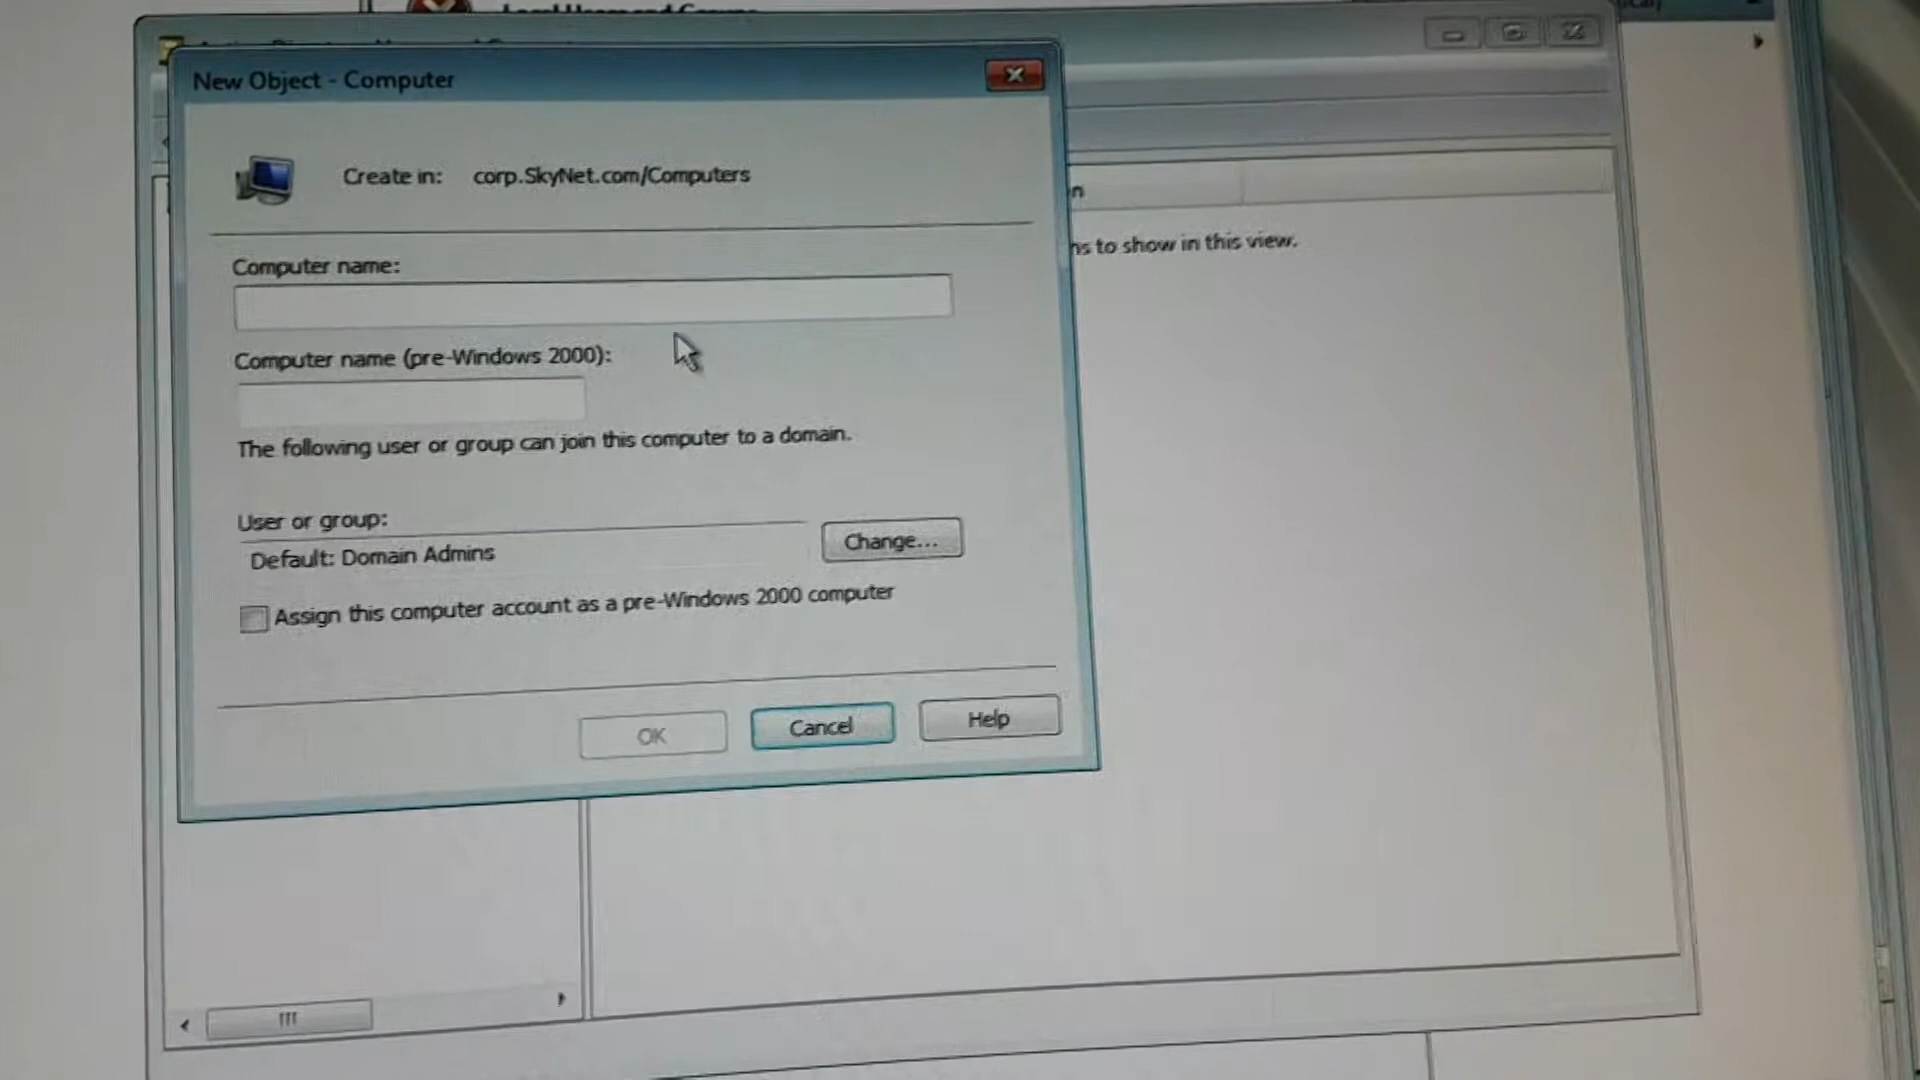 New Object - Computer
Create in: corp.SkyNet.com/Computers
Computer name:
Computer name (pre-Windows 2000):
The following user or group can join this computer to a domain.
User or group:
Default: Domain Admins
Change...
Assign this computer account as a pre-Windows 2000 computer
OK
Cancel
Help
to show in this view.